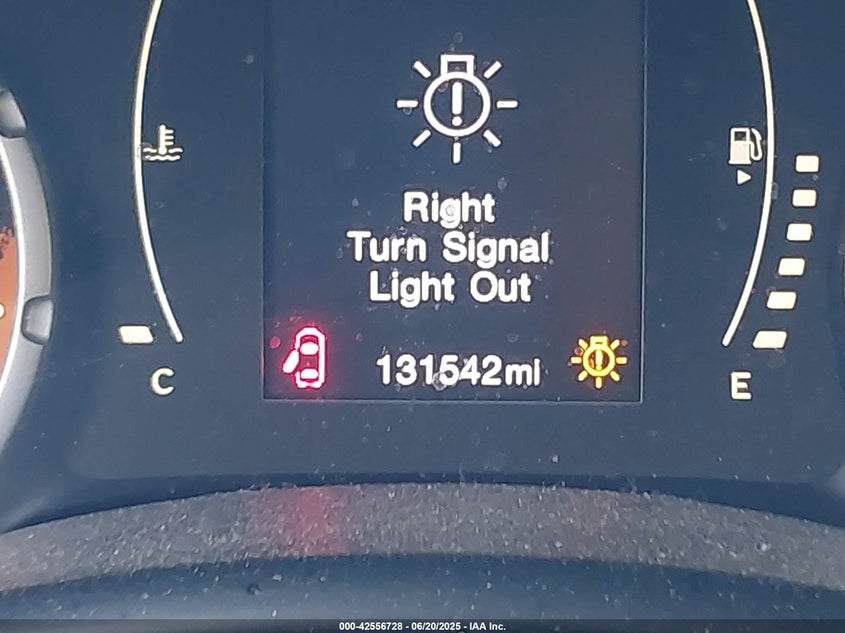 Right
Turn Signal
Light Out
131542mi
C
E
000-42556728 - 06/20/2025 - IAA Inc.